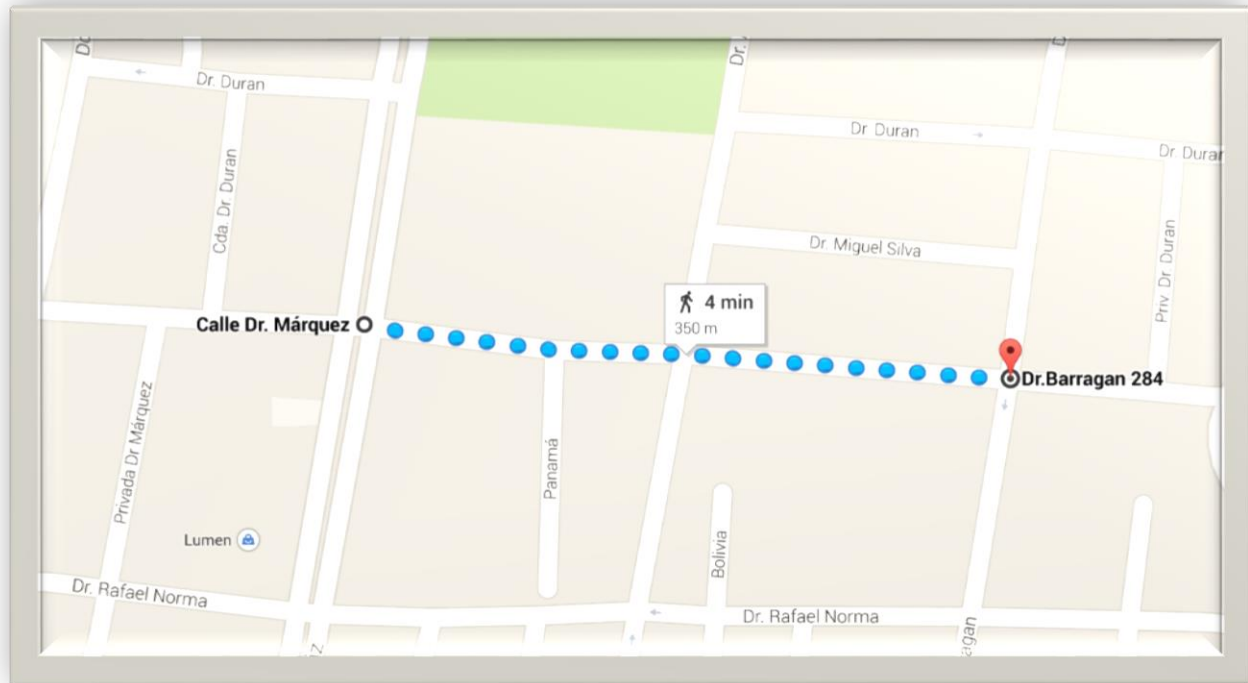 Dr. Duran
Cda. Dr. Duran
Dr. Duran
Dr. Duran
Dr. Miguel Silva
Priv. Dr. Duran
4 min
350 m
Calle Dr. Márquez
Dr.Barragan 284
Privada Dr Márquez
Panamá
Lumen
Bolivia
Dr. Rafael Norma
Dr. Rafael Norma